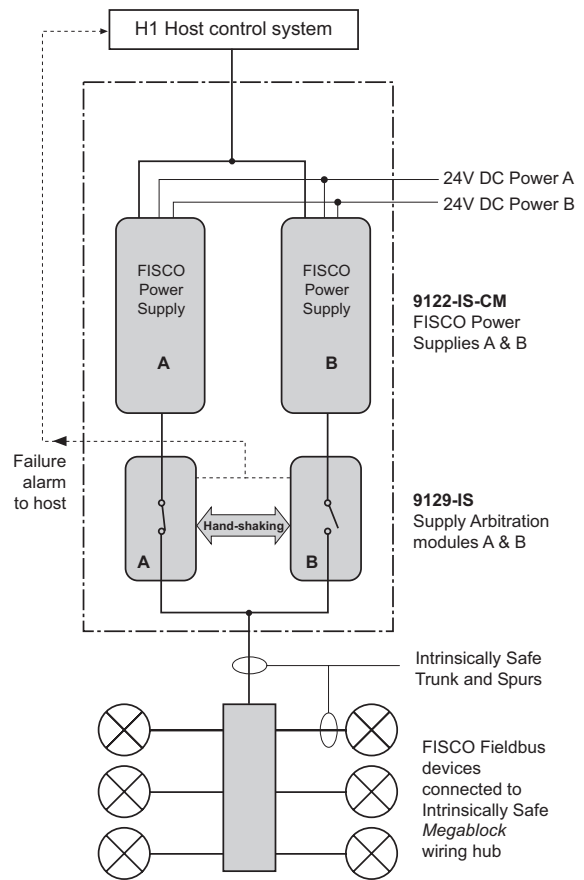 H1 Host control system
24V DC Power A
24V DC Power B
FISCO
Power
Supply
A
FISCO
Power
Supply
B
9122-IS-CM
FISCO Power
Supplies A & B
Failure
alarm
to host
A
Hand-shaking
B
9129-IS
Supply Arbitration
modules A & B
Intrinsically Safe
Trunk and Spurs
FISCO Fieldbus
devices
connected to
Intrinsically Safe
Megablock
wiring hub